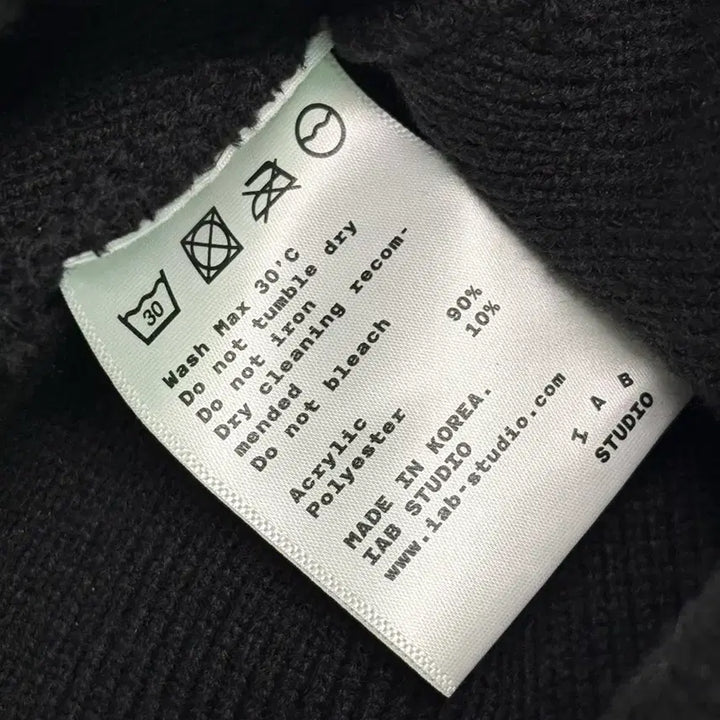 30
Wash Max 30'C
Do not tumble dry
Do not iron
Dry cleaning recom-
mended
Do not bleach
Acrylic 90%
Polyester 10%
MADE IN KOREA.
IAB STUDIO
www.iab-studio.com
I A B
STUDIO